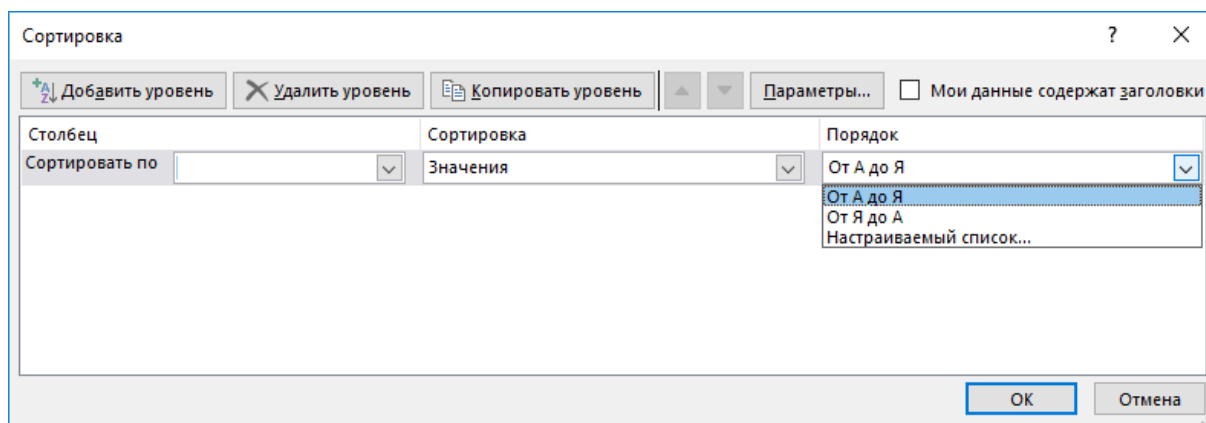 Сортировка ?
Добавить уровень Удалить уровень Копировать уровень Параметры... Мои данные содержат заголовки
Столбец Сортировка Порядок
Сортировать по Значения От А до Я
От А до Я
От Я до А
Настраиваемый список...
ОК Отмена